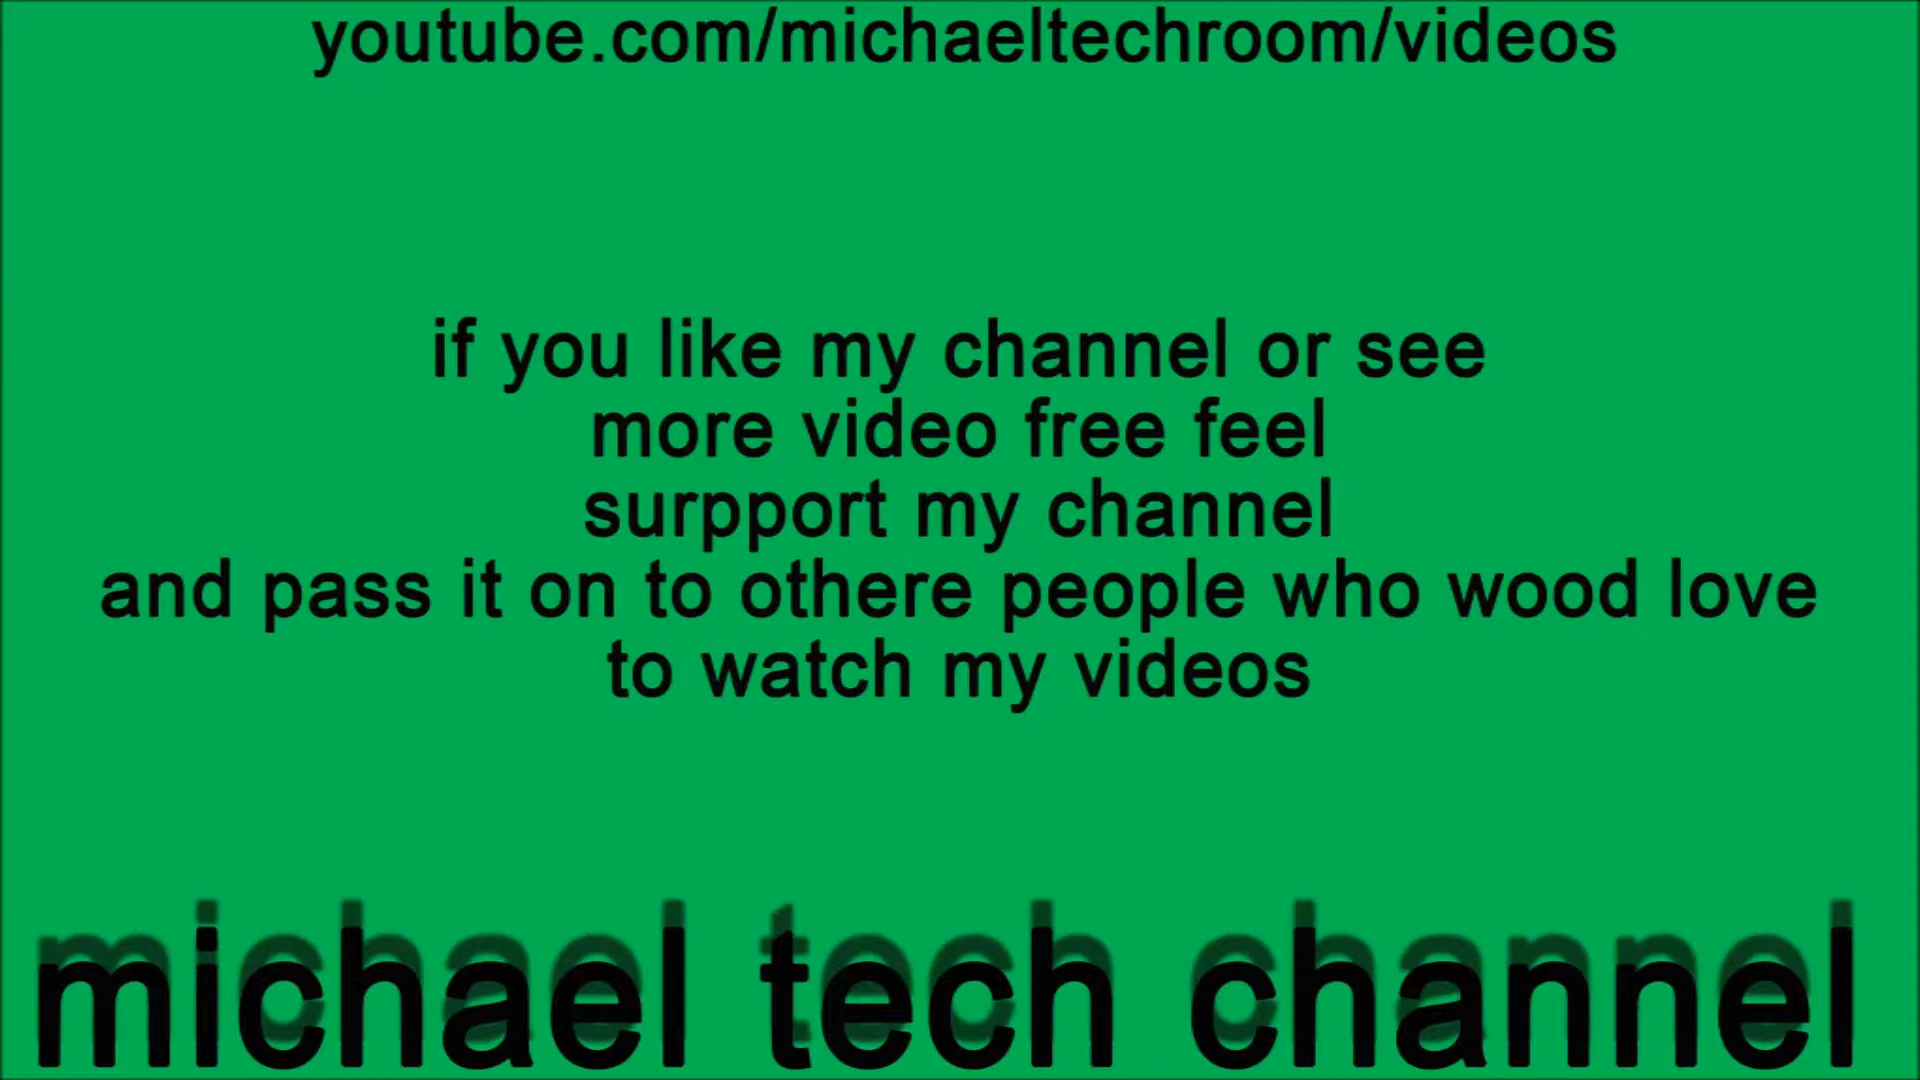 youtube.com/michaeltechroom/videos
if you like my channel or see
more video free feel
surpport my channel
and pass it on to othere people who wood love
to watch my videos
michael tech channel